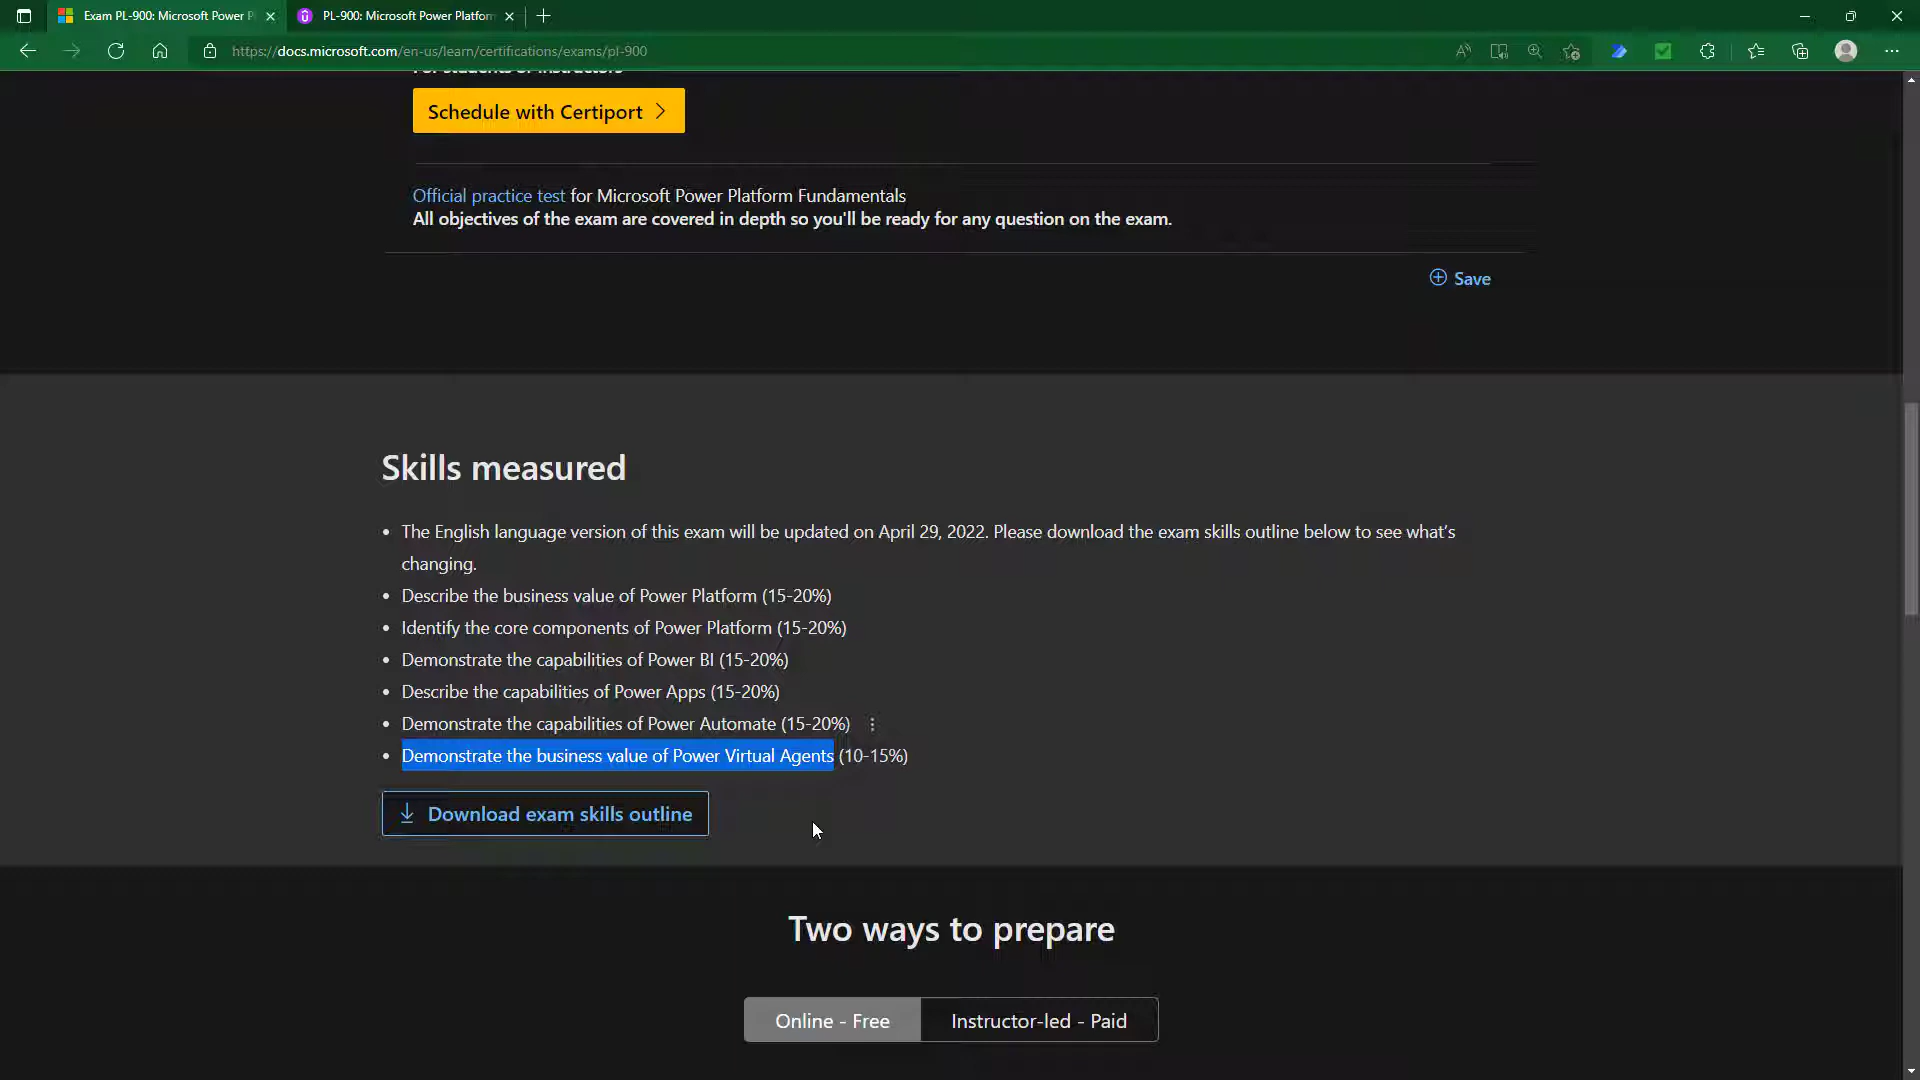 Exam PL-900: Microsoft Power P
PL-900: Microsoft Power Platfor
https://docs.microsoft.com/en-us/learn/certifications/exams/pl-900
For students or instructors
Schedule with Certiport
Official practice test for Microsoft Power Platform Fundamentals
All objectives of the exam are covered in depth so you'll be ready for any question on the exam.
Save
Skills measured
• The English language version of this exam will be updated on April 29, 2022. Please download the exam skills outline below to see what's
changing.
• Describe the business value of Power Platform (15-20%)
• Identify the core components of Power Platform (15-20%)
• Demonstrate the capabilities of Power BI (15-20%)
• Describe the capabilities of Power Apps (15-20%)
• Demonstrate the capabilities of Power Automate (15-20%)
• Demonstrate the business value of Power Virtual Agents (10-15%)
Download exam skills outline
Two ways to prepare
Online - Free
Instructor-led - Paid